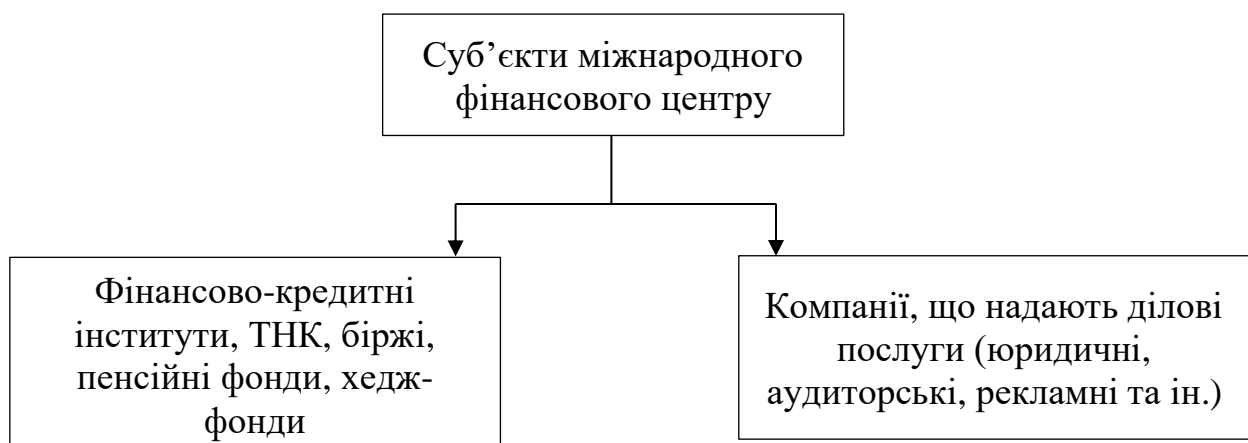 Суб’єкти міжнародного
фінансового центру
Фінансово-кредитні
інститути, ТНК, біржі,
пенсійні фонди, хедж-
фонди
Компанії, що надають ділові
послуги (юридичні,
аудиторські, рекламні та ін.)